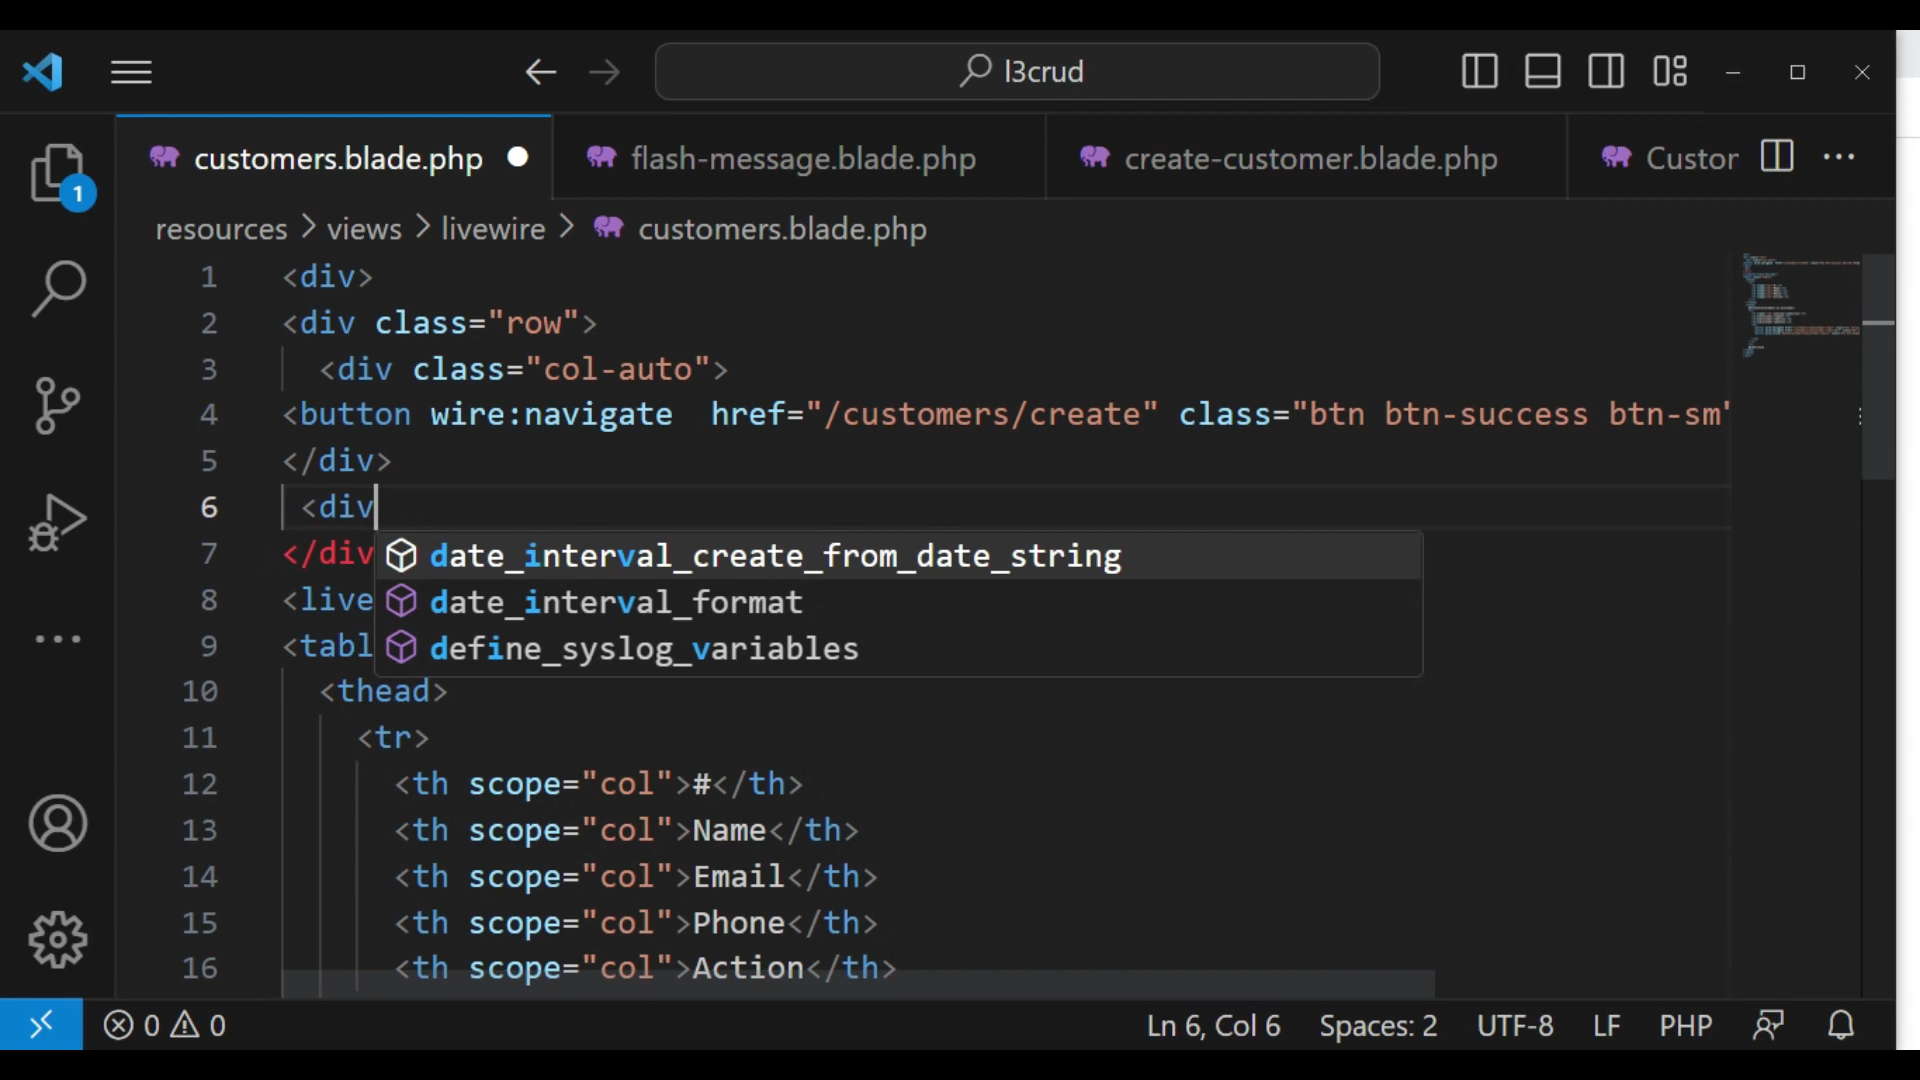 l3crud
customers.blade.php
flash-message.blade.php
create-customer.blade.php
Custor
1
resources > views > livewire > customers.blade.php
1 <div>
2 <div class="row">
3 <div class="col-auto">
4 <button wire:navigate  href="/customers/create" class="btn btn-success btn-sm"
5 </div>
6 <div
7 </div
date_interval_create_from_date_string
8 <live
date_interval_format
9 <tabl
define_syslog_variables
10 <thead>
11 <tr>
12 <th scope="col">#</th>
13 <th scope="col">Name</th>
14 <th scope="col">Email</th>
15 <th scope="col">Phone</th>
16 <th scope="col">Action</th>
0 0
Ln 6, Col 6
Spaces: 2
UTF-8
LF
PHP